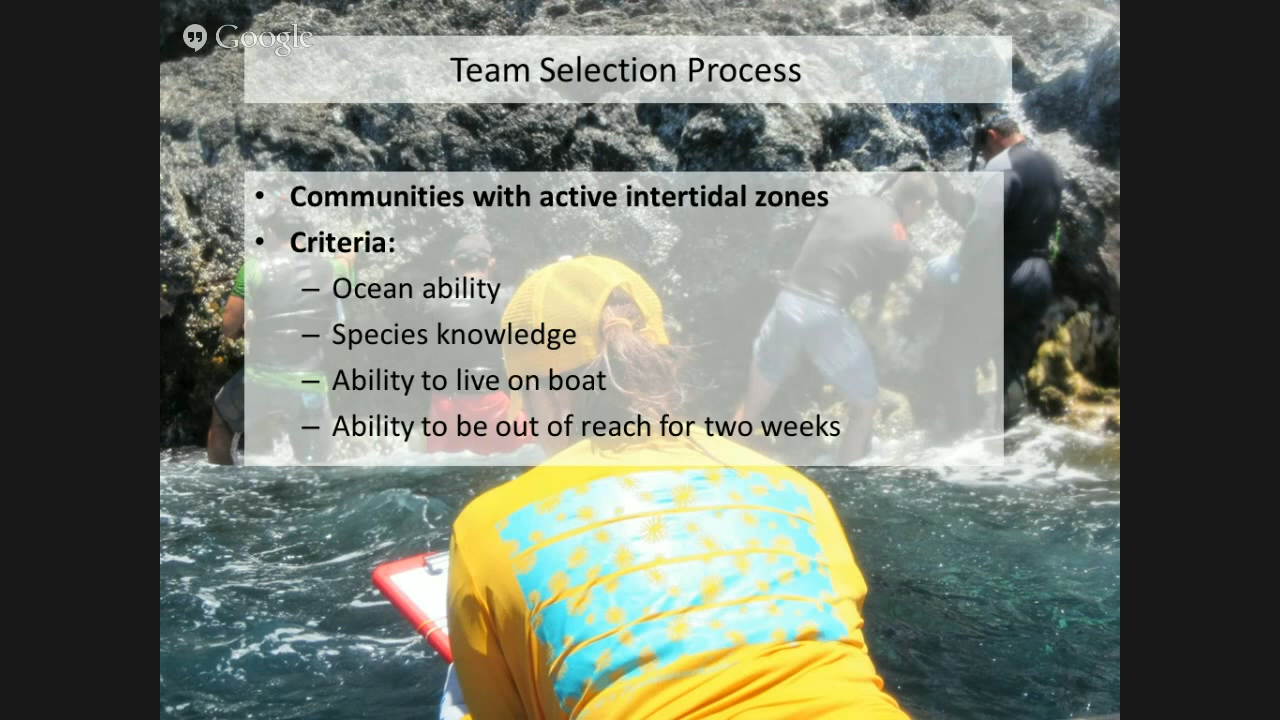 Google
Team Selection Process
• Communities with active intertidal zones
• Criteria:
– Ocean ability
– Species knowledge
– Ability to live on boat
– Ability to be out of reach for two weeks